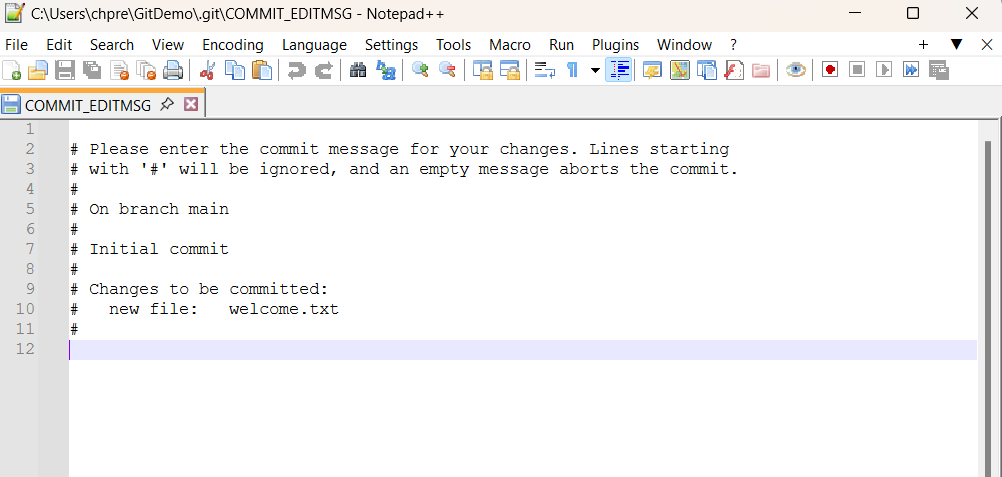 C:\Users\chpre\GitDemo\.git\COMMIT_EDITMSG - Notepad++
File Edit Search View Encoding Language Settings Tools Macro Run Plugins Window ?
COMMIT_EDITMSG
1
2 # Please enter the commit message for your changes. Lines starting
3 # with '#' will be ignored, and an empty message aborts the commit.
4 #
5 # On branch main
6 #
7 # Initial commit
8 #
9 # Changes to be committed:
10 #   new file:   welcome.txt
11 #
12